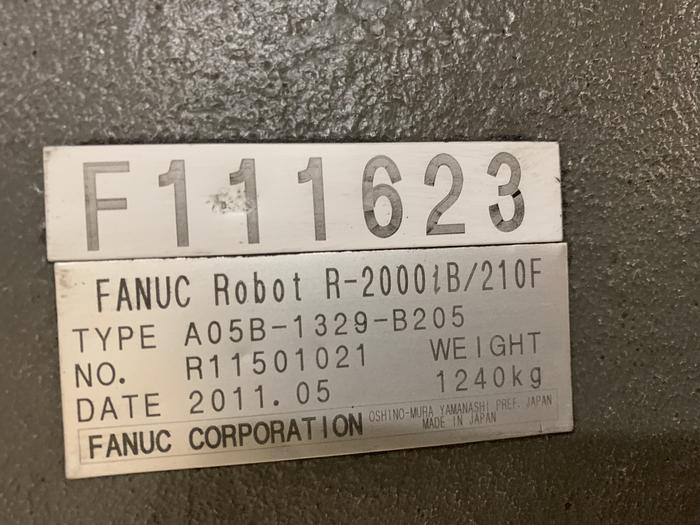 F111623
FANUC Robot R-2000iB/210F
TYPE A05B-1329-B205
NO. R11501021 WEIGHT
DATE 2011.05 1240kg
FANUC CORPORATION OSHINO-MURA YAMANASHI PREF. JAPAN
MADE IN JAPAN